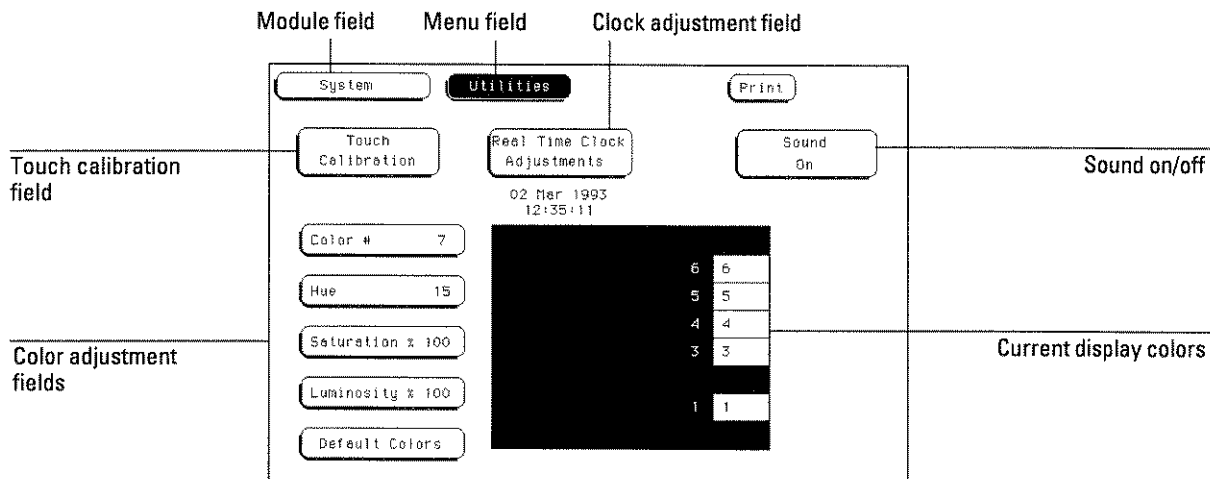 Module field
Menu field
Clock adjustment field
System
Utilities
Print
Touch
Calibration
Real Time Clock
Adjustments
Sound
On
Touch calibration
field
Sound on/off
02 Mar 1993
12:35:11
Color # 7
6 6
Hue 15
5 5
4 4
Saturation % 100
3 3
Color adjustment
fields
Current display colors
Luminosity % 100
1 1
Default Colors